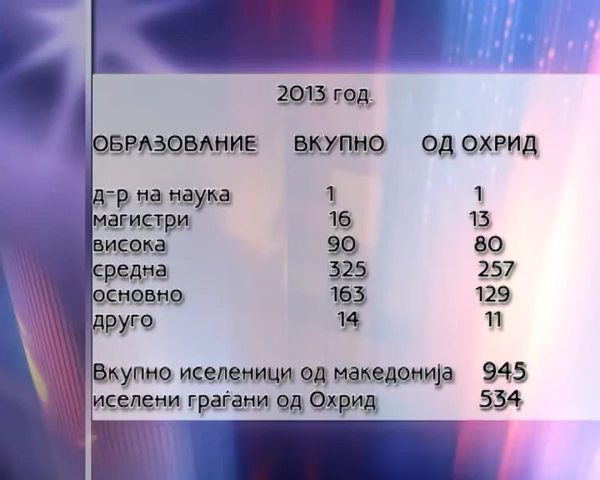 2013 год.
ОБРАЗОВАНИЕ ВКУПНО ОД ОХРИД
д-р на наука 1 1
магистри 16 13
висока 90 80
средна 325 257
основно 163 129
друго 14 11
Вкупно иселеници од македонија 945
иселени граѓани од Охрид 534